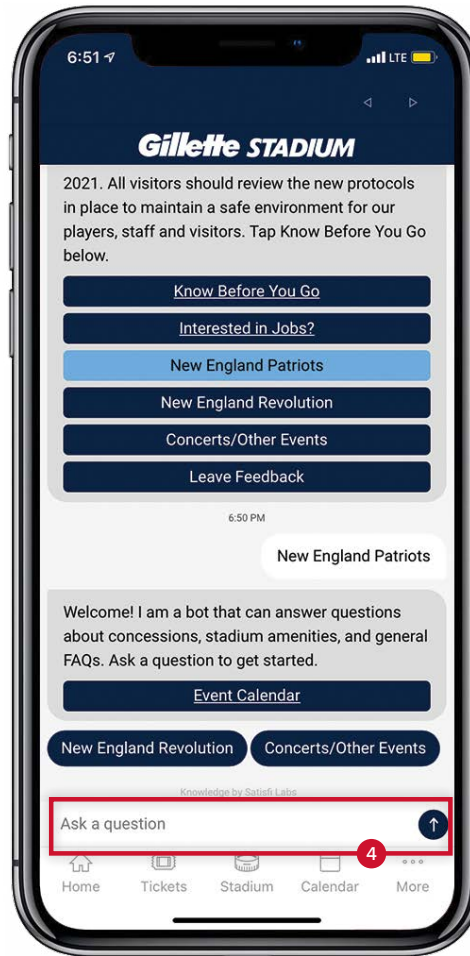 6:51
LTE
Gillette STADIUM
2021. All visitors should review the new protocols
in place to maintain a safe environment for our
players, staff and visitors. Tap Know Before You Go
below.
Know Before You Go
Interested in Jobs?
New England Patriots
New England Revolution
Concerts/Other Events
Leave Feedback
6:50 PM
New England Patriots
Welcome! I am a bot that can answer questions
about concessions, stadium amenities, and general
FAQs. Ask a question to get started.
Event Calendar
New England Revolution Concerts/Other Events
Knowledge by Satisfi Labs
Ask a question
4
Home Tickets Stadium Calendar More